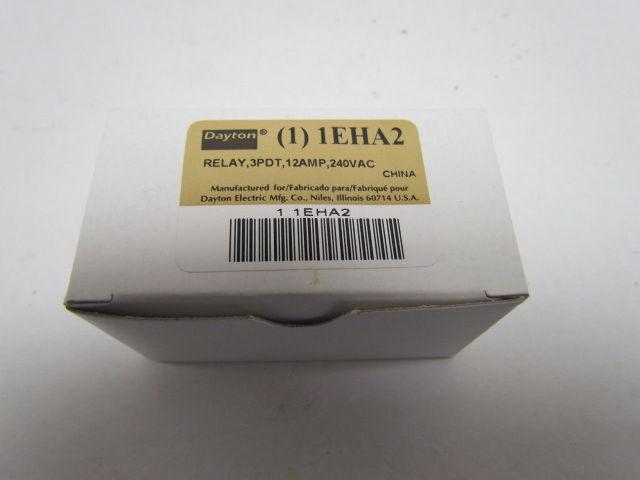 Dayton® (1) 1EHA2
RELAY,3PDT,12AMP,240VAC
CHINA
Manufactured for/Fabricado para/Fabriqué pour
Dayton Electric Mfg. Co., Niles, Illinois 60714 U.S.A.
1 1EHA2